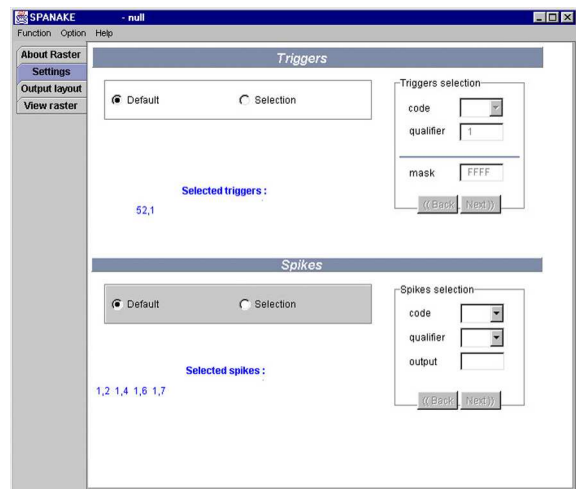 SPANAKE - null
Function Option Help
About Raster
Settings
Output layout
View raster
Triggers
Default Selection
Triggers selection
code
qualifier 1
mask FFFF
((Back Next))
Selected triggers :
52,1
Spikes
Default Selection
Spikes selection
code
qualifier
output
((Back Next))
Selected spikes :
1,2 1,4 1,6 1,7